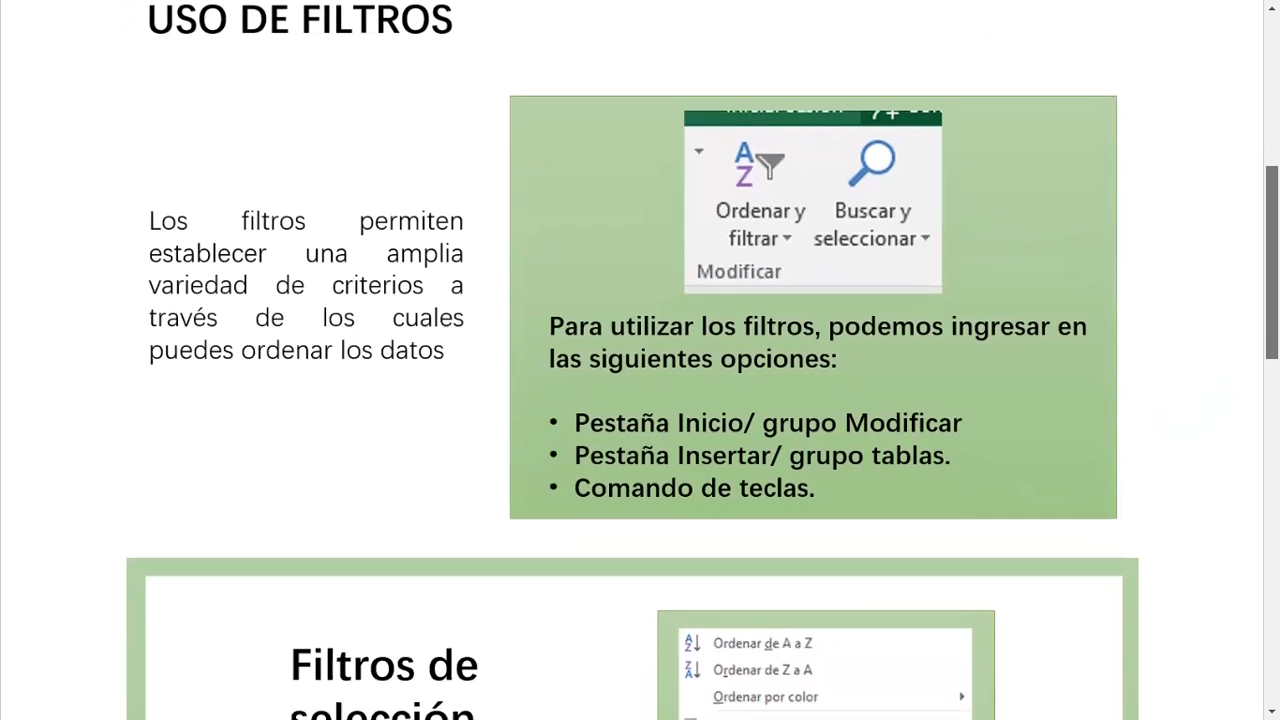 USO DE FILTROS
Los filtros permiten
establecer una amplia
variedad de criterios a
través de los cuales
puedes ordenar los datos
Ordenar y
filtrar
Buscar y
seleccionar
Modificar
Para utilizar los filtros, podemos ingresar en
las siguientes opciones:
• Pestaña Inicio/ grupo Modificar
• Pestaña Insertar/ grupo tablas.
• Comando de teclas.
Filtros de
selección
Ordenar de A a Z
Ordenar de Z a A
Ordenar por color